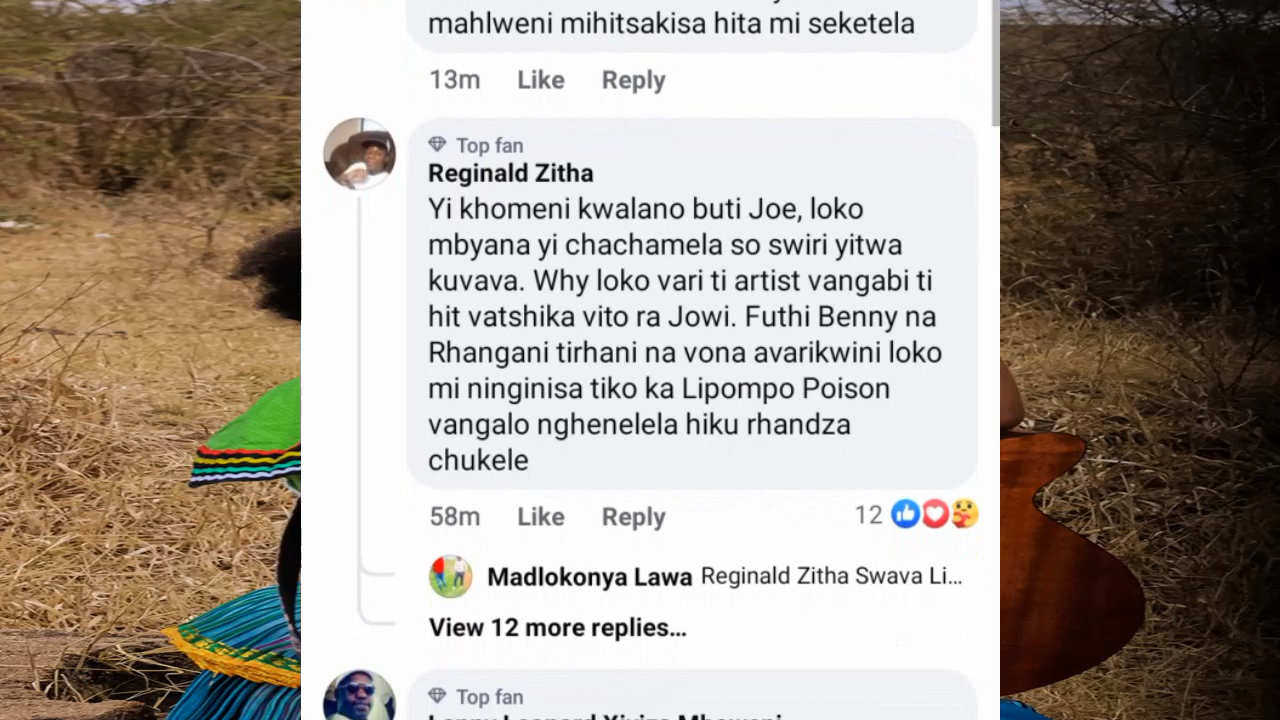 mahlweni mihitsakisa hita mi seketela
13m Like Reply
Top fan
Reginald Zitha
Yi khomeni kwalano buti Joe, loko
mbyana yi chachamela so swiri yitwa
kuvava. Why loko vari ti artist vangabi ti
hit vatshika vito ra Jowi. Futhi Benny na
Rhangani tirhani na vona avarikwini loko
mi ninginisa tiko ka Lipompo Poison
vangalo nghenelela hiku rhandza
chukele
58m Like Reply 12
Madlokonya Lawa Reginald Zitha Swava Li...
View 12 more replies...
Top fan